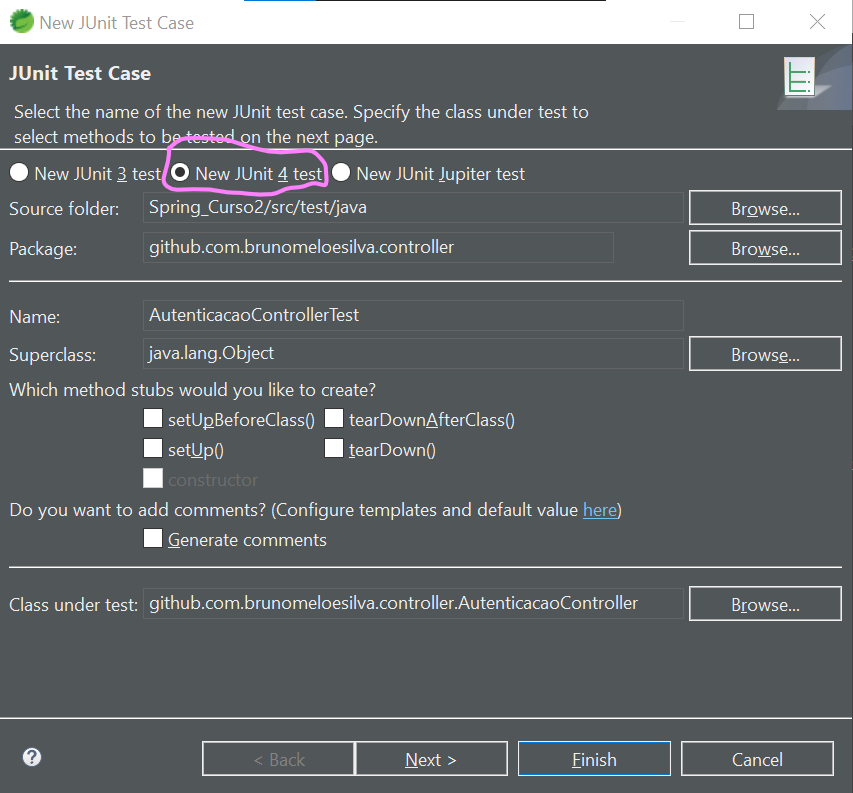 New JUnit Test Case
JUnit Test Case
Select the name of the new JUnit test case. Specify the class under test to
select methods to be tested on the next page.
New JUnit 3 test New JUnit 4 test New JUnit Jupiter test
Source folder: Spring_Curso2/src/test/java Browse...
Package: github.com.brunomeloesilva.controller Browse...
Name: AutenticacaoControllerTest
Superclass: java.lang.Object Browse...
Which method stubs would you like to create?
setUpBeforeClass() tearDownAfterClass()
setUp() tearDown()
constructor
Do you want to add comments? (Configure templates and default value here)
Generate comments
Class under test: github.com.brunomeloesilva.controller.AutenticacaoController Browse...
? < Back Next > Finish Cancel